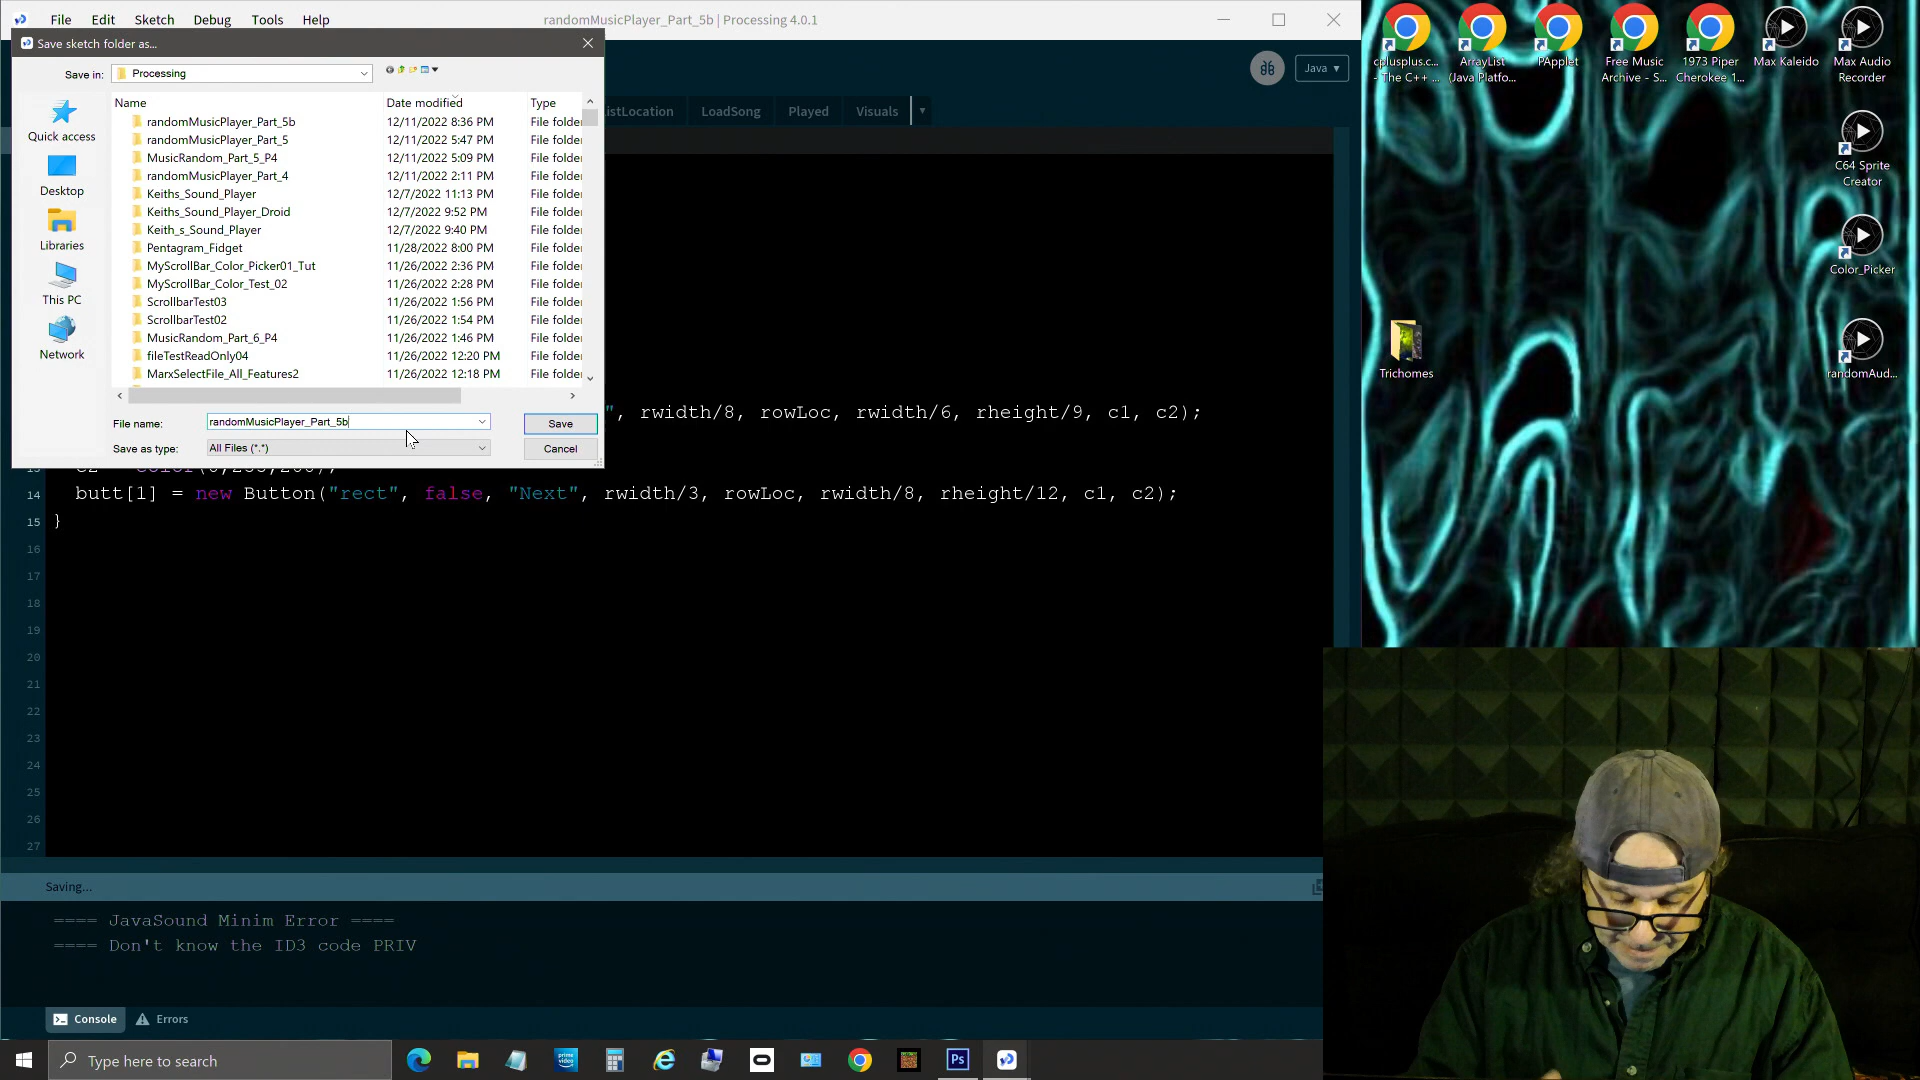 File Edit Sketch Debug Tools Help
randomMusicPlayer_Part_5b | Processing 4.0.1
Save sketch folder as...
Save in: Processing
Java
Name Date modified Type
randomMusicPlayer_Part_5b 12/11/2022 8:36 PM File folder
randomMusicPlayer_Part_5 12/11/2022 5:47 PM File folder
MusicRandom_Part_5_P4 12/11/2022 5:09 PM File folder
randomMusicPlayer_Part_4 12/11/2022 2:11 PM File folder
Keiths_Sound_Player 12/7/2022 11:13 PM File folder
Keiths_Sound_Player_Droid 12/7/2022 9:52 PM File folder
Keith_s_Sound_Player 12/7/2022 9:40 PM File folder
Pentagram_Fidget 11/28/2022 8:00 PM File folder
MyScrollBar_Color_Picker01_Tut 11/26/2022 2:36 PM File folder
MyScrollBar_Color_Test_02 11/26/2022 2:28 PM File folder
ScrollbarTest03 11/26/2022 1:56 PM File folder
ScrollbarTest02 11/26/2022 1:54 PM File folder
MusicRandom_Part_6_P4 11/26/2022 1:46 PM File folder
fileTestReadOnly04 11/26/2022 12:20 PM File folder
MarxSelectFile_All_Features2 11/26/2022 12:18 PM File folder
Quick access
Desktop
Libraries
This PC
Network
File name: randomMusicPlayer_Part_5b Save
Save as type: All Files (*.*) Cancel
istLocation LoadSong Played Visuals
", rwidth/8, rowLoc, rwidth/6, rheight/9, c1, c2);
14 butt[1] = new Button("rect", false, "Next", rwidth/3, rowLoc, rwidth/8, rheight/12, c1, c2);
15 }
16
17
18
19
20
21
22
23
24
25
26
27
Saving...
==== JavaSound Minim Error ====
==== Don't know the ID3 code PRIV
Console Errors
Type here to search
prime video
Ps
cplusplus.c... - The C++ ...
ArrayList (Java Platfo...
PApplet
Free Music Archive - S...
1973 Piper Cherokee 1...
Max Kaleido
Max Audio Recorder
C64 Sprite Creator
Color_Picker
Trichomes
randomAud...